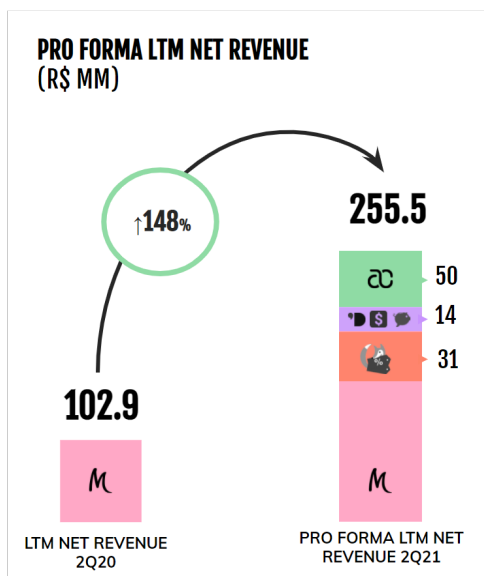 PRO FORMA LTM NET REVENUE
(R$ MM)
↑148%
255.5
ac
50
'D $
14
31
102.9
M
M
LTM NET REVENUE
2Q20
PRO FORMA LTM NET
REVENUE 2Q21